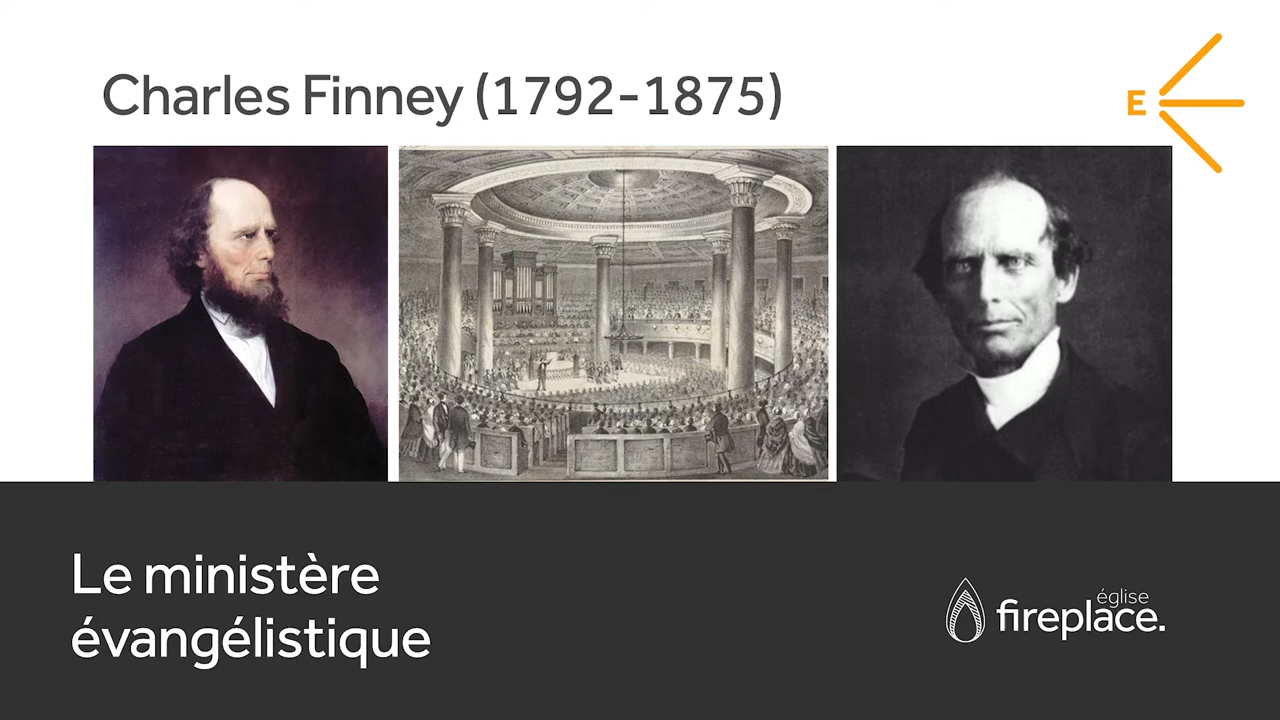 Charles Finney (1792-1875)
E
Le ministère
évangélistique
église
fireplace.